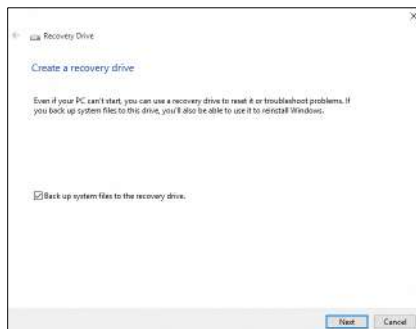 Recovery Drive
Create a recovery drive
Even if your PC can't start, you can use a recovery drive to reset it or troubleshoot problems. If
you back up system files to this drive, you'll also be able to use it to reinstall Windows.
Back up system files to the recovery drive.
Next Cancel